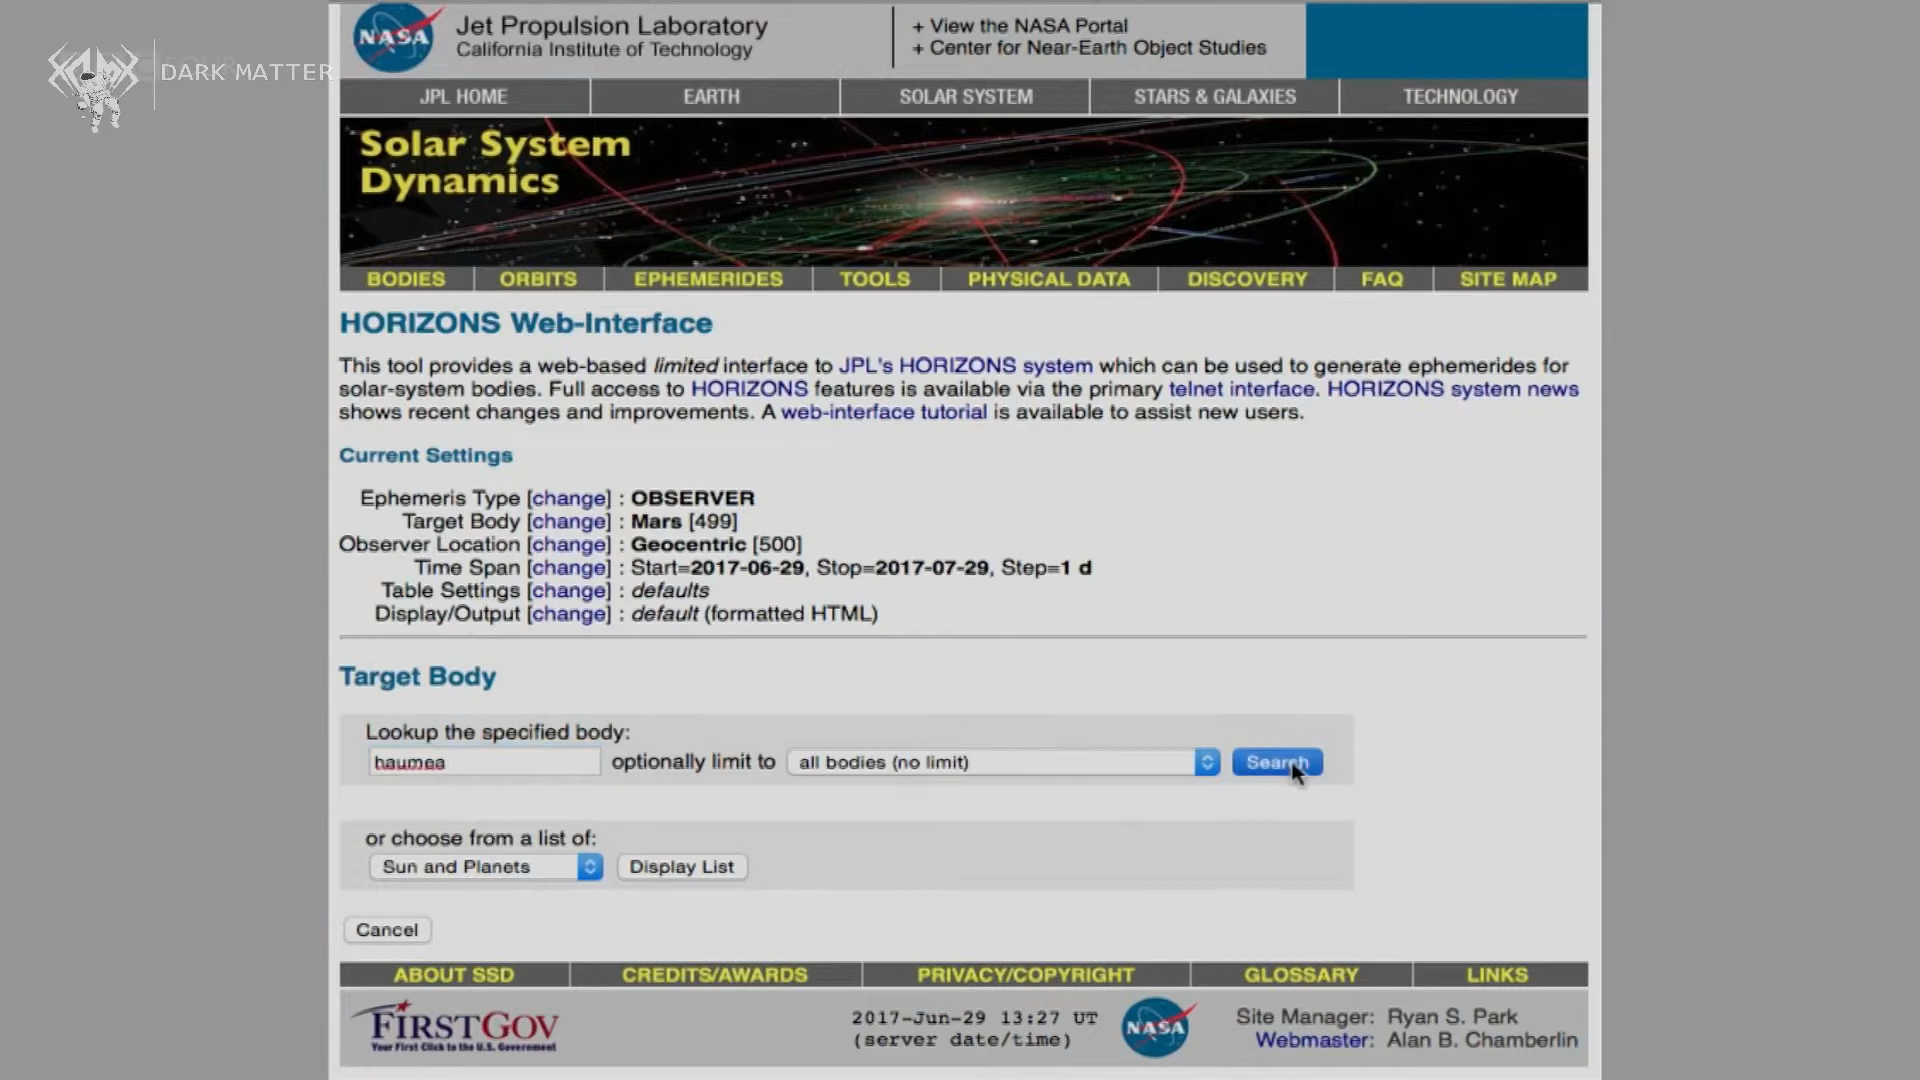 NASA
Jet Propulsion Laboratory
California Institute of Technology
+ View the NASA Portal
+ Center for Near-Earth Object Studies
DARK MATTER
JPL HOME
EARTH
SOLAR SYSTEM
STARS & GALAXIES
TECHNOLOGY
Solar System
Dynamics
BODIES
ORBITS
EPHEMERIDES
TOOLS
PHYSICAL DATA
DISCOVERY
FAQ
SITE MAP
HORIZONS Web-Interface
This tool provides a web-based limited interface to JPL's HORIZONS system which can be used to generate ephemerides for
solar-system bodies. Full access to HORIZONS features is available via the primary telnet interface. HORIZONS system news
shows recent changes and improvements. A web-interface tutorial is available to assist new users.
Current Settings
Ephemeris Type [change] : OBSERVER
Target Body [change] : Mars [499]
Observer Location [change] : Geocentric [500]
Time Span [change] : Start=2017-06-29, Stop=2017-07-29, Step=1 d
Table Settings [change] : defaults
Display/Output [change] : default (formatted HTML)
Target Body
Lookup the specified body:
haumea optionally limit to all bodies (no limit) Search
or choose from a list of:
Sun and Planets Display List
Cancel
ABOUT SSD
CREDITS/AWARDS
PRIVACY/COPYRIGHT
GLOSSARY
LINKS
FIRSTGOV
Your First Click to the U.S. Government
2017-Jun-29 13:27 UT
(server date/time)
NASA
Site Manager: Ryan S. Park
Webmaster: Alan B. Chamberlin